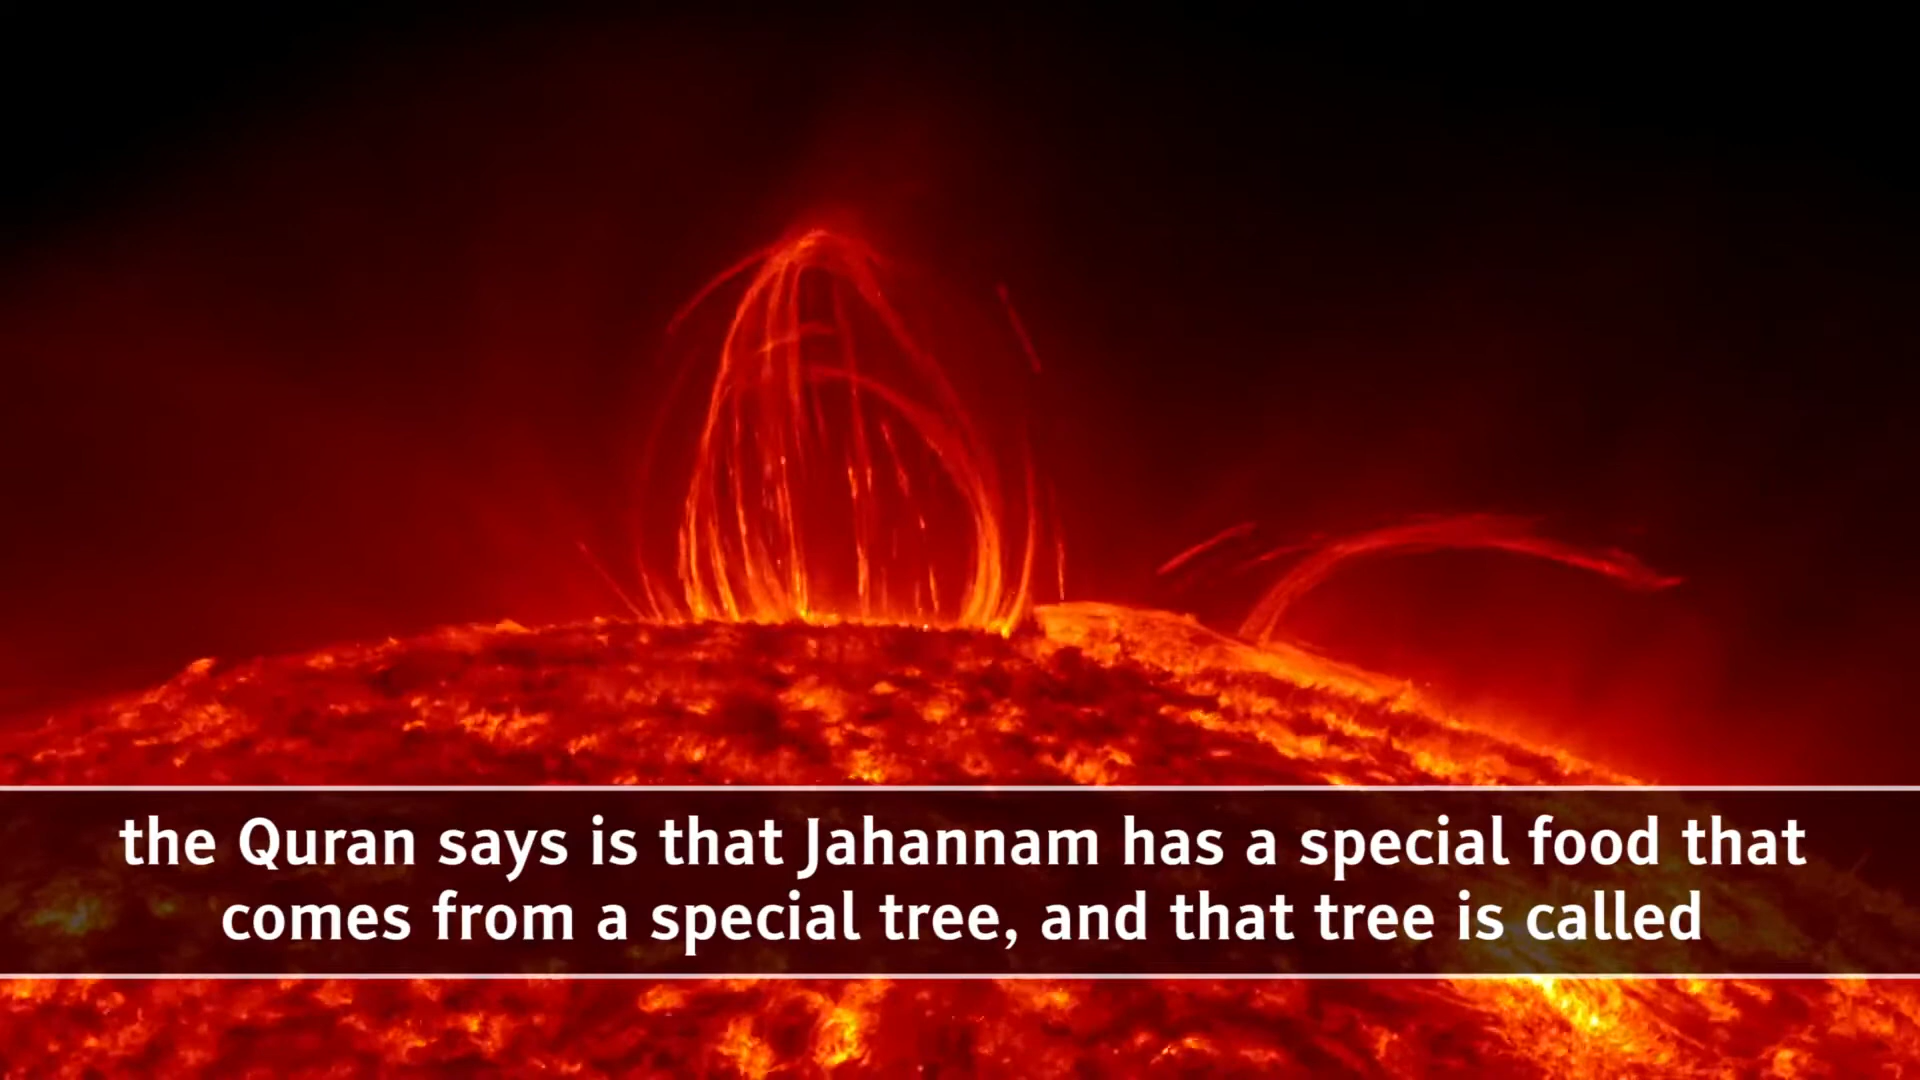 the Quran says is that Jahannam has a special food that
comes from a special tree, and that tree is called